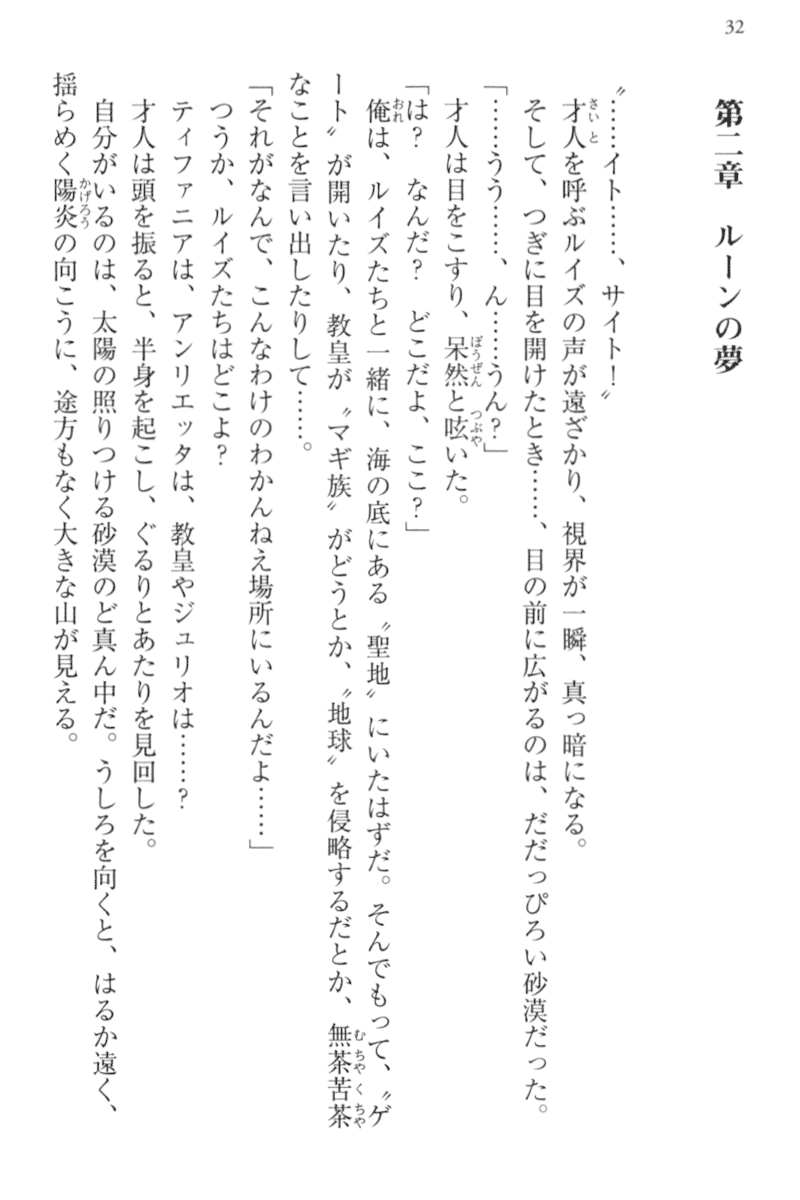 32
第二章　ルーンの夢
〝……イト……、サイト！〟
才人を呼ぶルイズの声が遠ざかり、視界が一瞬、真っ暗になる。
そして、つぎに目を開けたとき……、目の前に広がるのは、だだっぴろい砂漠だった。
「……うう……、ん……うん？」
才人は目をこすり、呆然と呟いた。
「は？　なんだ？　どこだよ、ここ？」
俺は、ルイズたちと一緒に、海の底にある〝聖地〟にいたはずだ。そんでもって、〝ゲ
ート〟が開いたり、教皇が〝マギ族〟がどうとか、〝地球〟を侵略するだとか、無茶苦茶
なことを言い出したりして……。
「それがなんで、こんなわけのわかんねえ場所にいるんだよ……」
つうか、ルイズたちはどこよ？
ティファニアは、アンリエッタは、教皇やジュリオは……？
才人は頭を振ると、半身を起こし、ぐるりとあたりを見回した。
自分がいるのは、太陽の照りつける砂漠のど真ん中だ。うしろを向くと、はるか遠く、
揺らめく陽炎の向こうに、途方もなく大きな山が見える。